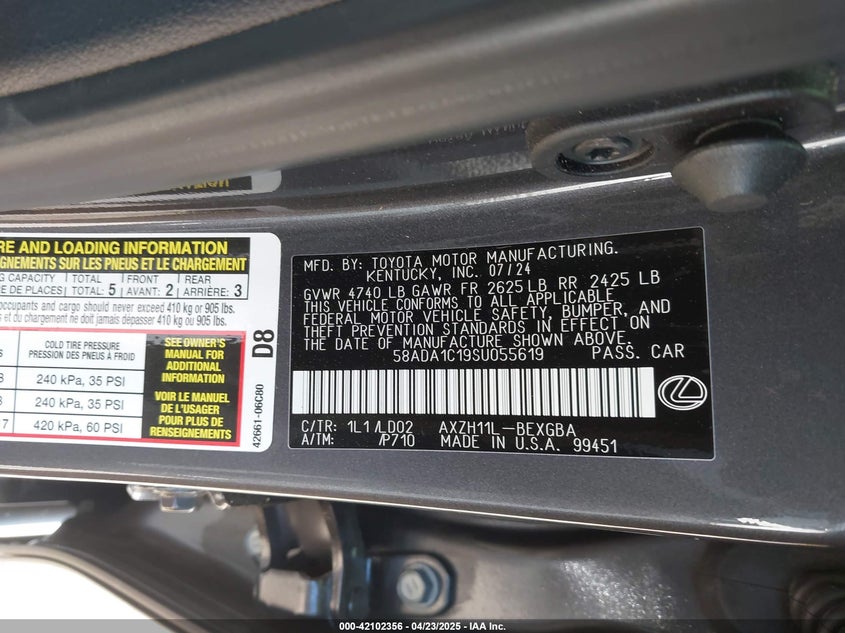 RE AND LOADING INFORMATION
GNEMENTS SUR LES PNEUS ET LE CHARGEMENT
G CAPACITY TOTAL FRONT REAR
E DE PLACES TOTAL: 5 AVANT: 2 ARRIÈRE: 3
occupants and cargo should never exceed 410 kg or 905 lbs.
s et du chargement ne doit jamais dépasser 410 kg ou 905 lbs.
COLD TIRE PRESSURE
PRESSION DES PNEUS À FROID
240 kPa, 35 PSI
240 kPa, 35 PSI
7 420 kPa, 60 PSI
SEE OWNER'S
MANUAL FOR
ADDITIONAL
INFORMATION
VOIR LE MANUEL
DE L'USAGER
POUR PLUS DE
RENSEIGNEMENTS
D8
42661-06C80
MFD. BY: TOYOTA MOTOR MANUFACTURING.
KENTUCKY, INC. 07/24
GVWR 4740 LB GAWR FR 2625 LB RR 2425 LB
THIS VEHICLE CONFORMS TO ALL APPLICABLE
FEDERAL MOTOR VEHICLE SAFETY, BUMPER, AND
THEFT PREVENTION STANDARDS IN EFFECT ON
THE DATE OF MANUFACTURE SHOWN ABOVE.
58ADA1C19SU055619 PASS. CAR
C/TR: 1L1/LD02 AXZH11L-BEXGBA
A/TM: /P710 MADE IN U.S.A. 99451
000-42102356 | 04/23/2025 | IAA Inc.